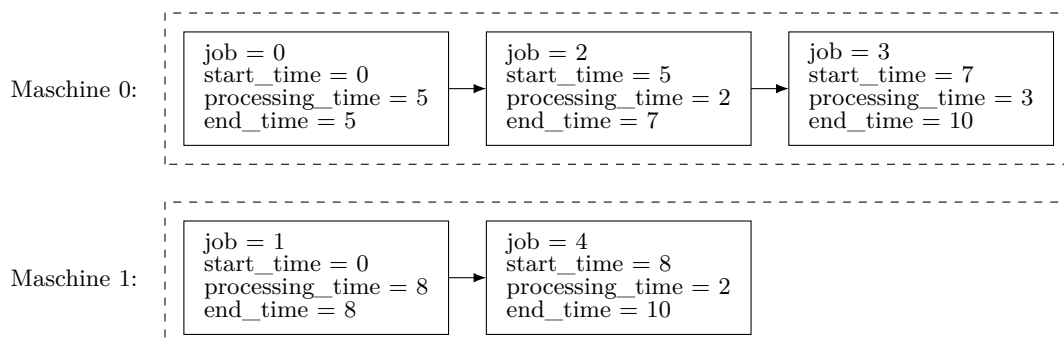 Maschine 0:
job = 0
start_time = 0
processing_time = 5
end_time = 5
job = 2
start_time = 5
processing_time = 2
end_time = 7
job = 3
start_time = 7
processing_time = 3
end_time = 10
Maschine 1:
job = 1
start_time = 0
processing_time = 8
end_time = 8
job = 4
start_time = 8
processing_time = 2
end_time = 10